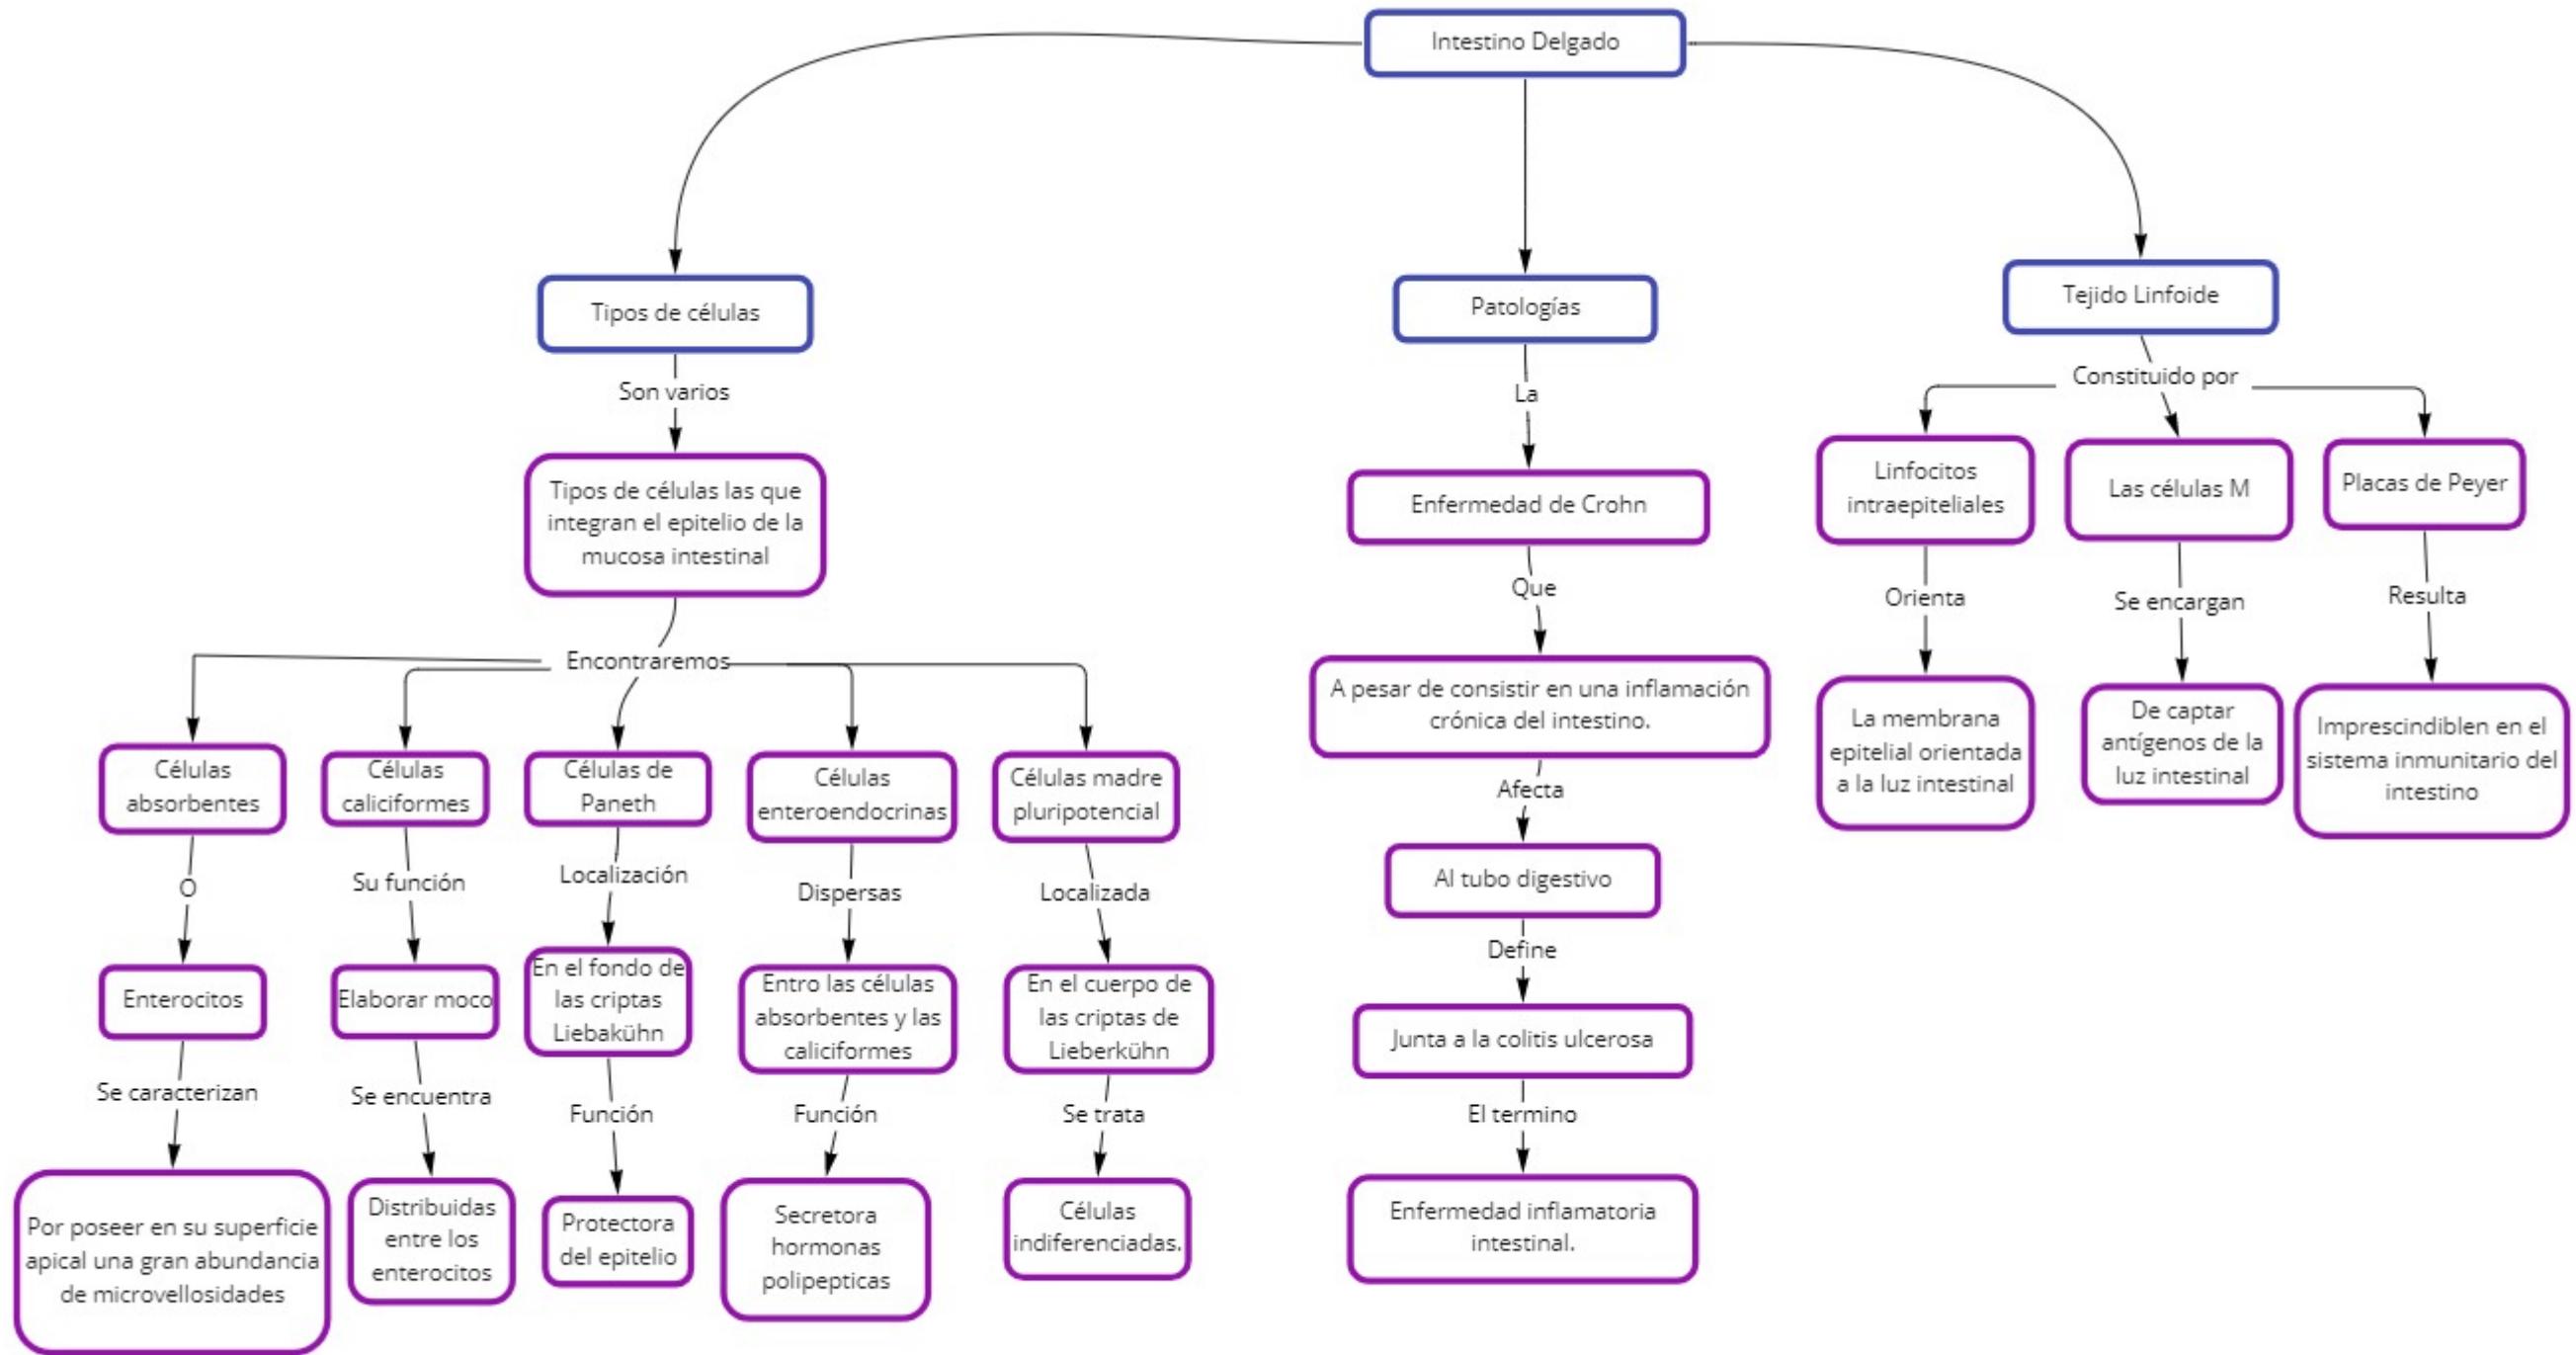 Intestino Delgado
Tipos de células
Son varios
Tipos de células las que
integran el epitelio de la
mucosa intestinal
Encontraremos
Células
absorbentes
O
Enterocitos
Se caracterizan
Por poseer en su superficie
apical una gran abundancia
de microvellosidades
Células
caliciformes
Su función
Elaborar moco
Se encuentra
Distribuidas
entre los
enterocitos
Células de
Paneth
Localización
En el fondo de
las criptas
Liebakühn
Función
Protectora
del epitelio
Células
enteroendocrinas
Dispersas
Entro las células
absorbentes y las
caliciformes
Función
Secretora
hormonas
polipepticas
Células madre
pluripotencial
Localizada
En el cuerpo de
las criptas de
Lieberkühn
Se trata
Células
indiferenciadas.
Patologías
La
Enfermedad de Crohn
Que
A pesar de consistir en una inflamación
crónica del intestino.
Afecta
Al tubo digestivo
Define
Junta a la colitis ulcerosa
El termino
Enfermedad inflamatoria
intestinal.
Tejido Linfoide
Constituido por
Linfocitos
intraepiteliales
Orienta
La membrana
epitelial orientada
a la luz intestinal
Las células M
Se encargan
De captar
antígenos de la
luz intestinal
Placas de Peyer
Resulta
Imprescindiblen en el
sistema inmunitario del
intestino